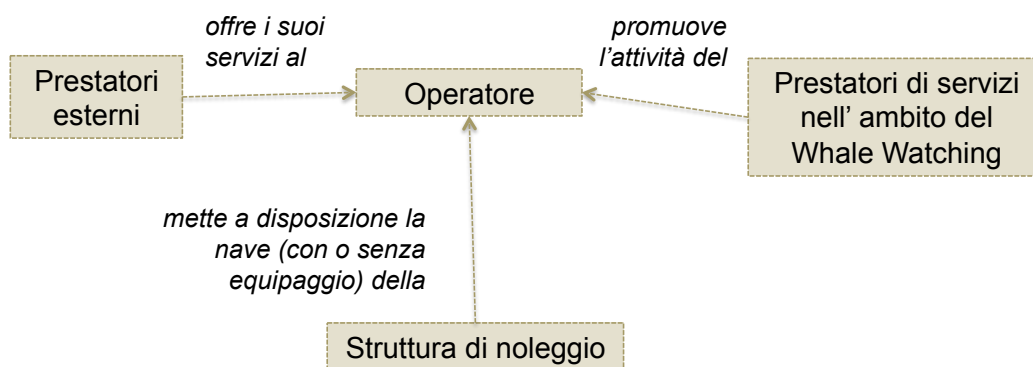 offre i suoi
servizi al
promuove
l'attività del
Prestatori
esterni
Operatore
Prestatori di servizi
nell' ambito del
Whale Watching
mette a disposizione la
nave (con o senza
equipaggio) della
Struttura di noleggio